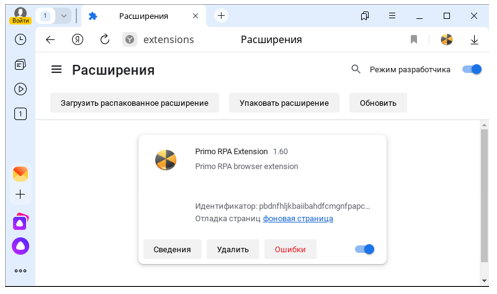 Войти
1
Расширения
extensions
Расширения
Расширения
Режим разработчика
Загрузить распакованное расширение
Упаковать расширение
Обновить
1
Primo RPA Extension 1.60
Primo RPA browser extension
Идентификатор: pbdnfhljkbaiibahdfcmgnfpapc...
Отладка страниц фоновая страница
Сведения
Удалить
Ошибки